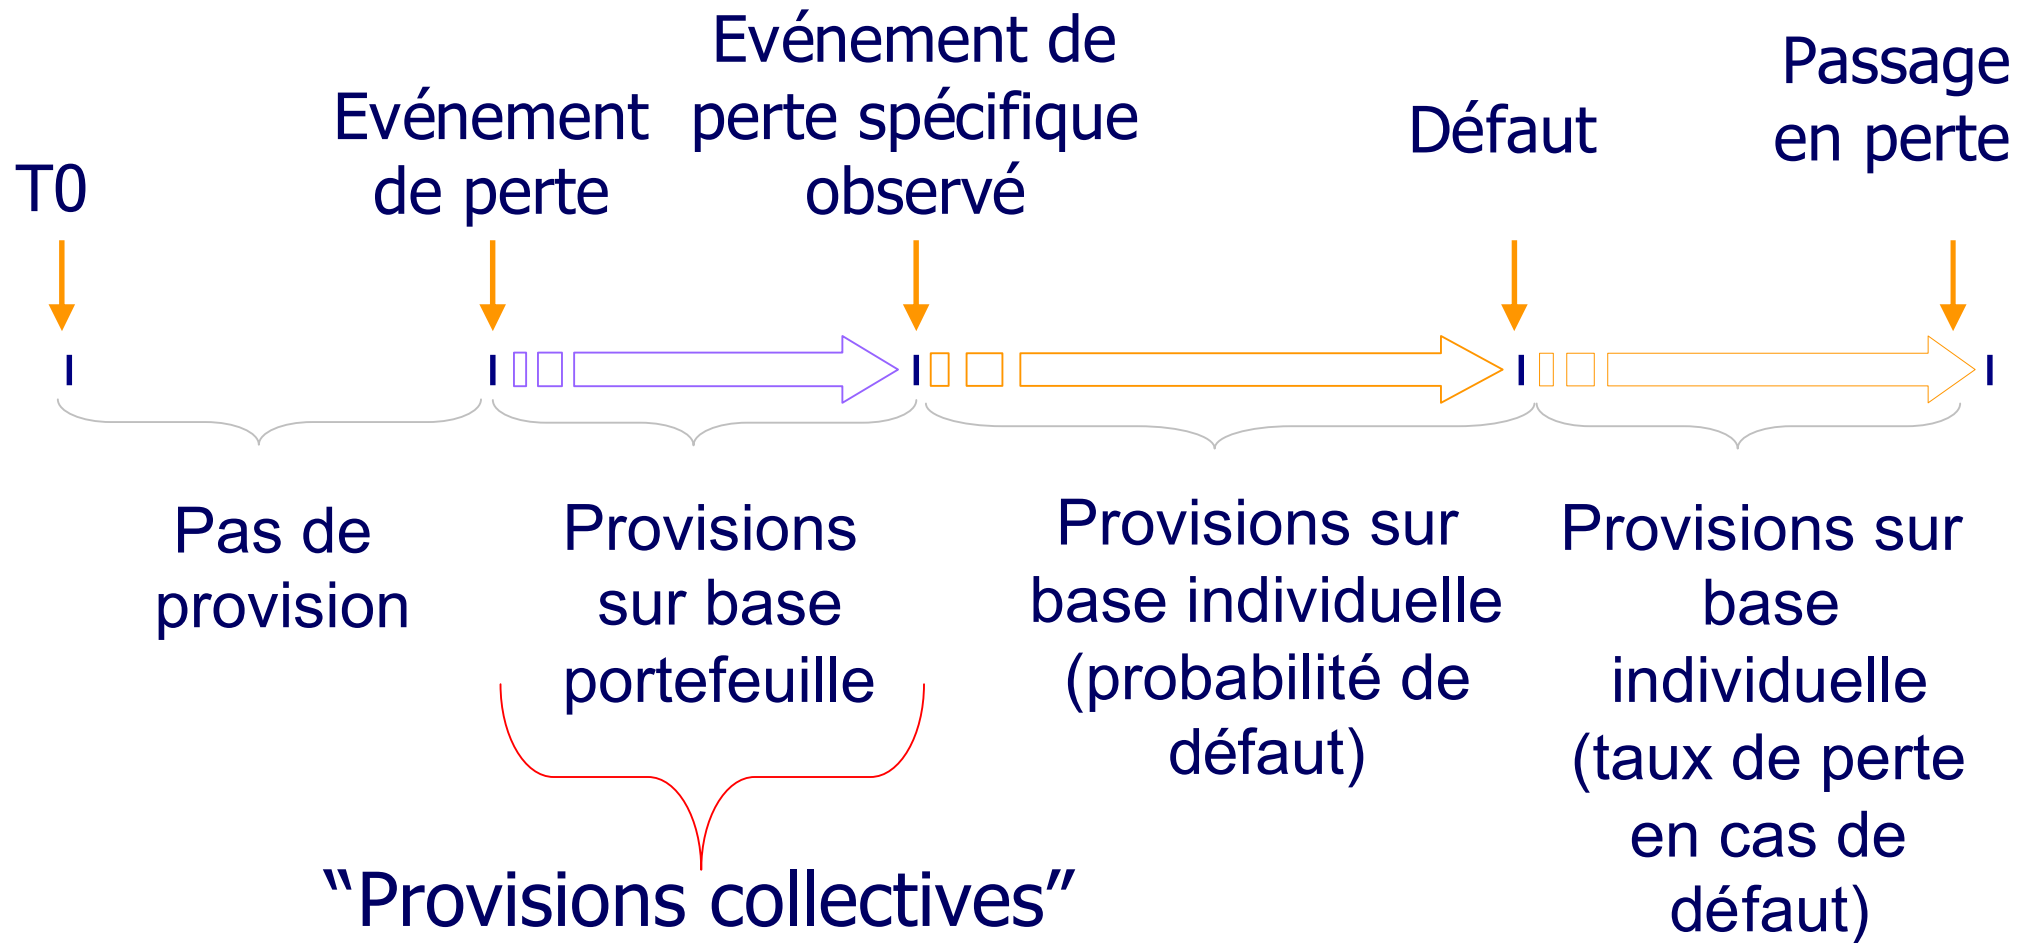 T0
Evénement
de perte
Evénement de
perte spécifique
observé
Défaut
Passage
en perte
Pas de
provision
Provisions
sur base
portefeuille
Provisions sur
base individuelle
(probabilité de
défaut)
Provisions sur
base
individuelle
(taux de perte
en cas de
défaut)
“Provisions collectives”